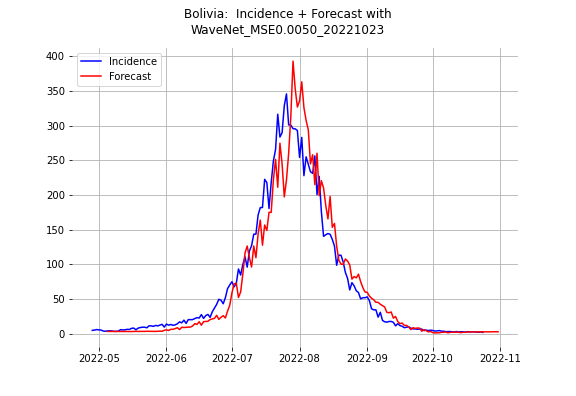 Bolivia:  Incidence + Forecast with
WaveNet_MSE0.0050_20221023
Incidence
Forecast
400
350
300
250
200
150
100
50
0
2022-05 2022-06 2022-07 2022-08 2022-09 2022-10 2022-11